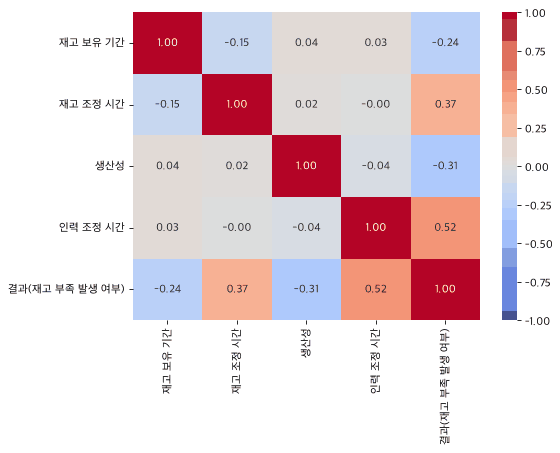 재고 보유 기간 1.00 -0.15 0.04 0.03 -0.24
재고 조정 시간 -0.15 1.00 0.02 -0.00 0.37
생산성 0.04 0.02 1.00 -0.04 -0.31
인력 조정 시간 0.03 -0.00 -0.04 1.00 0.52
결과(재고 부족 발생 여부) -0.24 0.37 -0.31 0.52 1.00
재고 보유 기간
재고 조정 시간
생산성
인력 조정 시간
결과(재고 부족 발생 여부)
1.00
0.75
0.50
0.25
0.00
-0.25
-0.50
-0.75
-1.00